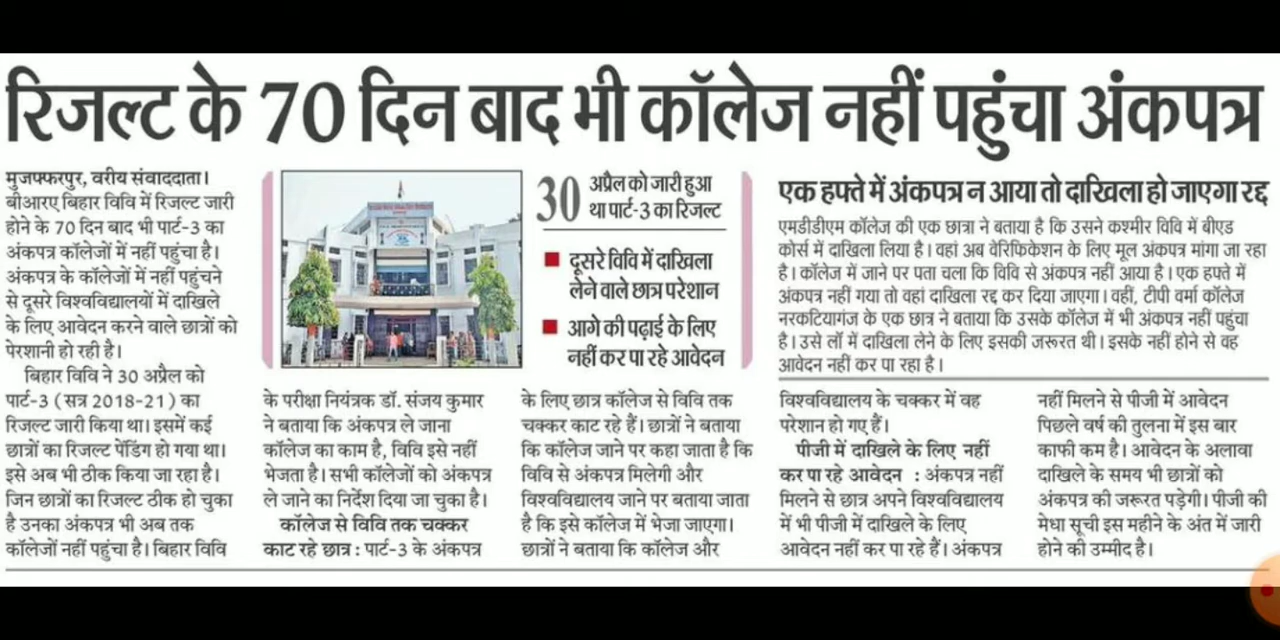 रिजल्ट के 70 दिन बाद भी कॉलेज नहीं पहुंचा अंकपत्र
मुजफ्फरपुर, वरीय संवाददाता।
बीआरए बिहार विवि में रिजल्ट जारी
होने के 70 दिन बाद भी पार्ट-3 का
अंकपत्र कॉलेजों में नहीं पहुंचा है।
अंकपत्र के कॉलेजों में नहीं पहुंचने
से दूसरे विश्वविद्यालयों में दाखिले
के लिए आवेदन करने वाले छात्रों को
पेरशानी हो रही है।
बिहार विवि ने 30 अप्रैल को
पार्ट-3 (सत्र 2018-21) का
रिजल्ट जारी किया था। इसमें कई
छात्रों का रिजल्ट पेंडिंग हो गया था।
इसे अब भी ठीक किया जा रहा है।
जिन छात्रों का रिजल्ट ठीक हो चुका
है उनका अंकपत्र भी अब तक
कॉलेजों नहीं पहुंचा है। बिहार विवि
30 अप्रैल को जारी हुआ
था पार्ट-3 का रिजल्ट
दूसरे विवि में दाखिला
लेने वाले छात्र परेशान
आगे की पढ़ाई के लिए
नहीं कर पा रहे आवेदन
के परीक्षा नियंत्रक डॉ. संजय कुमार
ने बताया कि अंकपत्र ले जाना
कॉलेज का काम है, विवि इसे नहीं
भेजता है। सभी कॉलेजों को अंकपत्र
ले जाने का निर्देश दिया जा चुका है।
कॉलेज से विवि तक चक्कर
काट रहे छात्र : पार्ट-3 के अंकपत्र
के लिए छात्र कॉलेज से विवि तक
चक्कर काट रहे हैं। छात्रों ने बताया
कि कॉलेज जाने पर कहा जाता है कि
विवि से अंकपत्र मिलेगी और
विश्वविद्यालय जाने पर बताया जाता
है कि इसे कॉलेज में भेजा जाएगा।
छात्रों ने बताया कि कॉलेज और
एक हफ्ते में अंकपत्र न आया तो दाखिला हो जाएगा रद्द
एमडीडीएम कॉलेज की एक छात्रा ने बताया है कि उसने कश्मीर विवि में बीएड
कोर्स में दाखिला लिया है। वहां अब वेरिफिकेशन के लिए मूल अंकपत्र मांगा जा रहा
है। कॉलेज में जाने पर पता चला कि विवि से अंकपत्र नहीं आया है। एक हफ्ते में
अंकपत्र नहीं गया तो वहां दाखिला रद्द कर दिया जाएगा। वहीं, टीपी वर्मा कॉलेज
नरकटियागंज के एक छात्र ने बताया कि उसके कॉलेज में भी अंकपत्र नहीं पहुंचा
है। उसे लॉ में दाखिला लेने के लिए इसकी जरूरत थी। इसके नहीं होने से वह
आवेदन नहीं कर पा रहा है।
विश्वविद्यालय के चक्कर में वह
परेशान हो गए हैं।
पीजी में दाखिले के लिए नहीं
कर पा रहे आवेदन : अंकपत्र नहीं
मिलने से छात्र अपने विश्वविद्यालय
में भी पीजी में दाखिले के लिए
आवेदन नहीं कर पा रहे हैं। अंकपत्र
नहीं मिलने से पीजी में आवेदन
पिछले वर्ष की तुलना में इस बार
काफी कम है। आवेदन के अलावा
दाखिले के समय भी छात्रों को
अंकपत्र की जरूरत पड़ेगी। पीजी की
मेधा सूची इस महीने के अंत में जारी
होने की उम्मीद है।